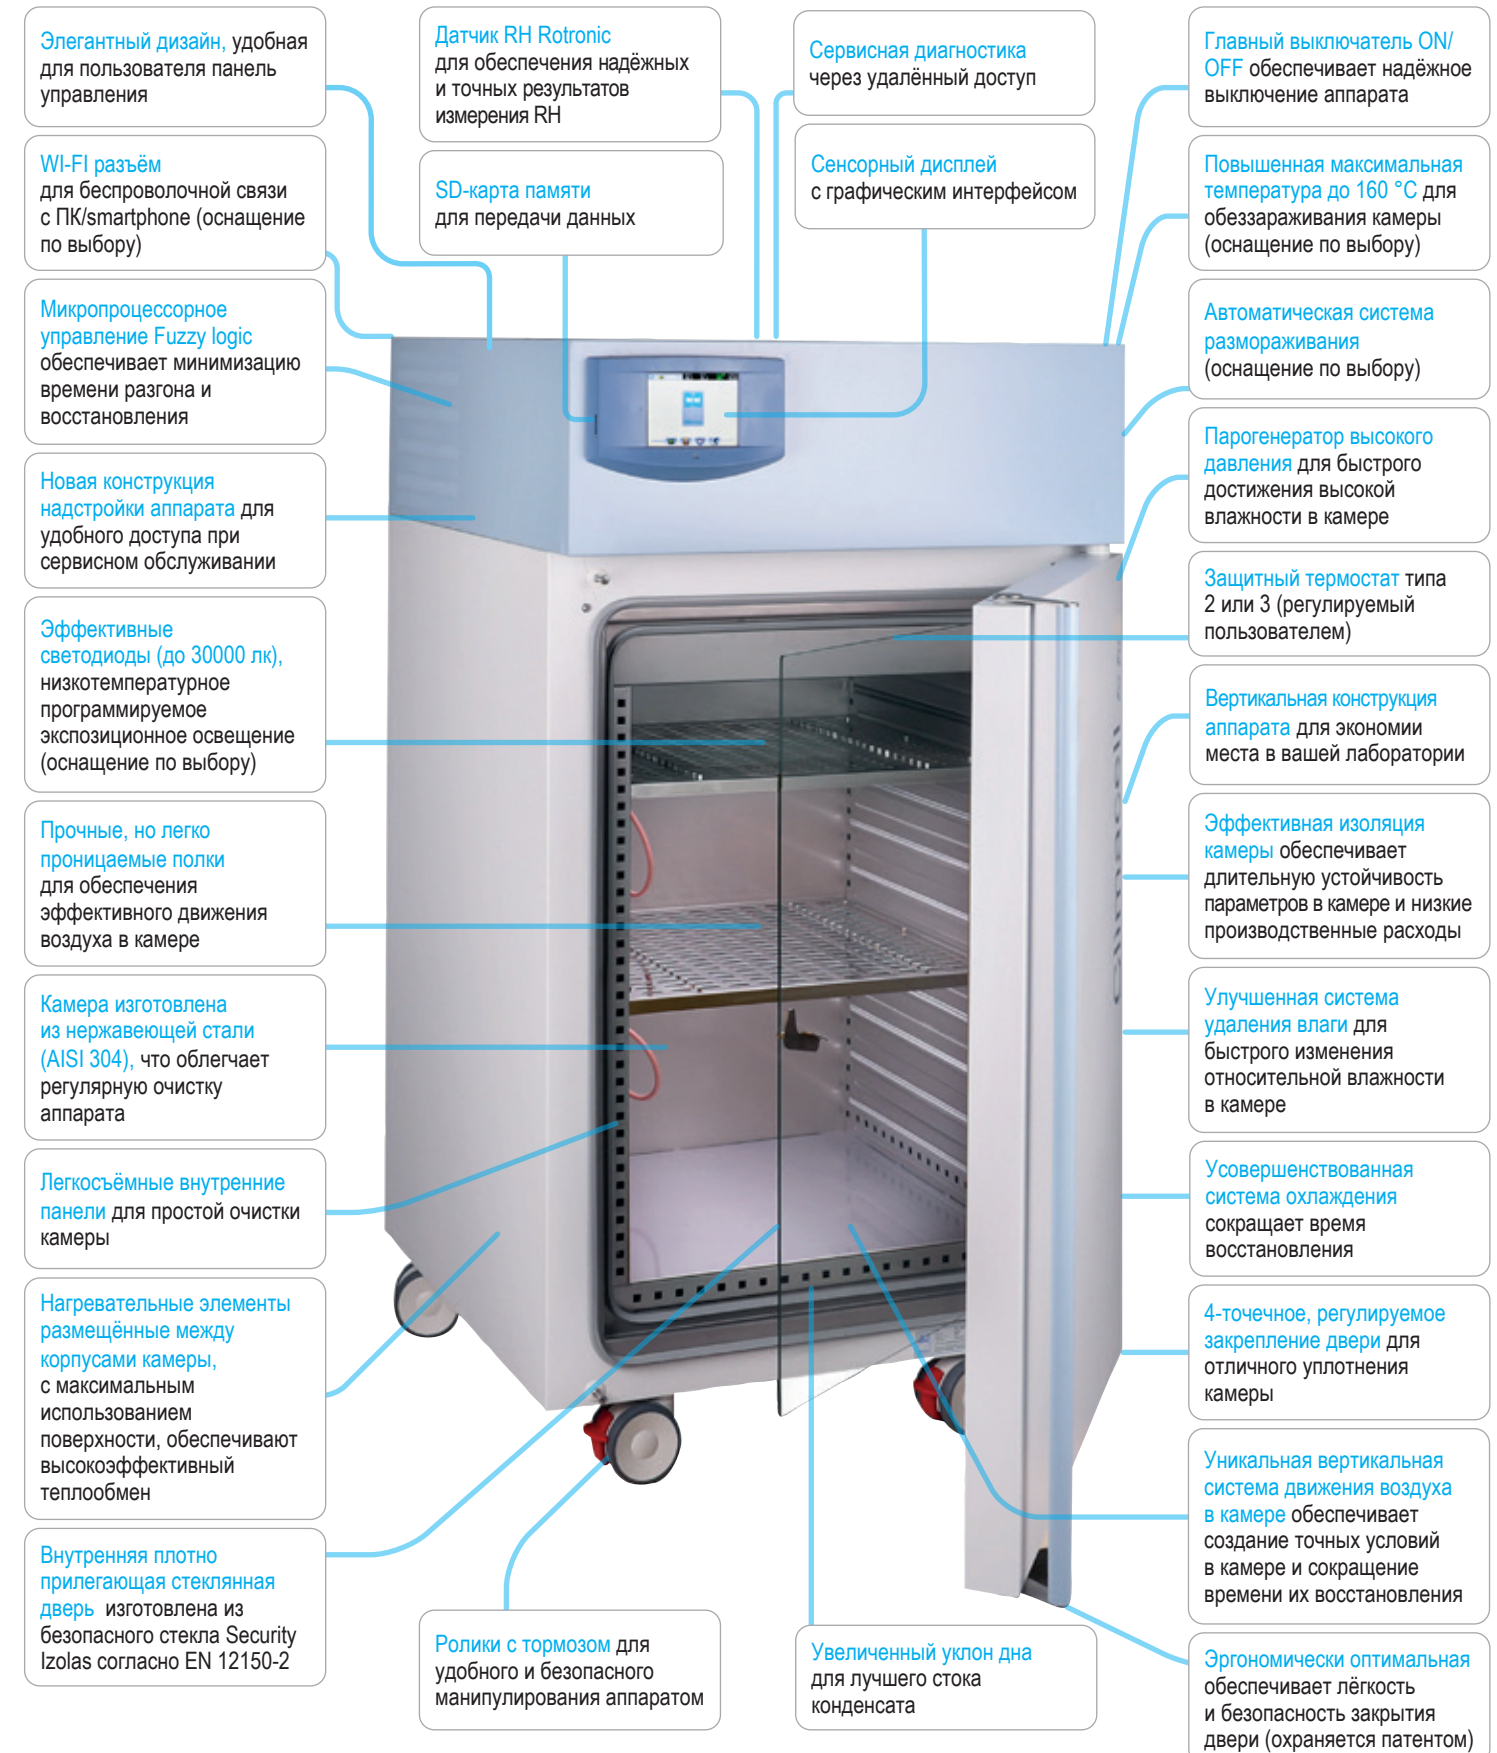 Элегантный дизайн, удобная
для пользователя панель
управления
WI-FI разъём
для беспроволочной связи
с ПК/smartphone (оснащение
по выбору)
Микропроцессорное
управление Fuzzy logic
обеспечивает минимизацию
времени разгона и
восстановления
Новая конструкция
надстройки аппарата для
удобного доступа при
сервисном обслуживании
Эффективные
светодиоды (до 30000 лк),
низкотемпературное
программируемое
экспозиционное освещение
(оснащение по выбору)
Прочные, но легко
проницаемые полки
для обеспечения
эффективного движения
воздуха в камере
Камера изготовлена
из нержавеющей стали
(AISI 304), что облегчает
регулярную очистку
аппарата
Легкосъёмные внутренние
панели для простой очистки
камеры
Нагревательные элементы
размещённые между
корпусами камеры,
с максимальным
использованием
поверхности, обеспечивают
высокоэффективный
теплообмен
Внутренняя плотно
прилегающая стеклянная
дверь изготовлена из
безопасного стекла Security
Izolas согласно EN 12150-2
Датчик RH Rotronic
для обеспечения надёжных
и точных результатов
измерения RH
SD-карта памяти
для передачи данных
Сервисная диагностика
через удалённый доступ
Сенсорный дисплей
с графическим интерфейсом
Ролики с тормозом для
удобного и безопасного
манипулирования аппаратом
Увеличенный уклон дна
для лучшего стока
конденсата
Главный выключатель ON/
OFF обеспечивает надёжное
выключение аппарата
Повышенная максимальная
температура до 160 °C для
обеззараживания камеры
(оснащение по выбору)
Автоматическая система
размораживания
(оснащение по выбору)
Парогенератор высокого
давления для быстрого
достижения высокой
влажности в камере
Защитный термостат типа
2 или 3 (регулируемый
пользователем)
Вертикальная конструкция
аппарата для экономии
места в вашей лаборатории
Эффективная изоляция
камеры обеспечивает
длительную устойчивость
параметров в камере и низкие
производственные расходы
Улучшенная система
удаления влаги для
быстрого изменения
относительной влажности
в камере
Усовершенствованная
система охлаждения
сокращает время
восстановления
4-точечное, регулируемое
закрепление двери для
отличного уплотнения
камеры
Уникальная вертикальная
система движения воздуха
в камере обеспечивает
создание точных условий
в камере и сокращение
времени их восстановления
Эргономически оптимальная
обеспечивает лёгкость
и безопасность закрытия
двери (охраняется патентом)